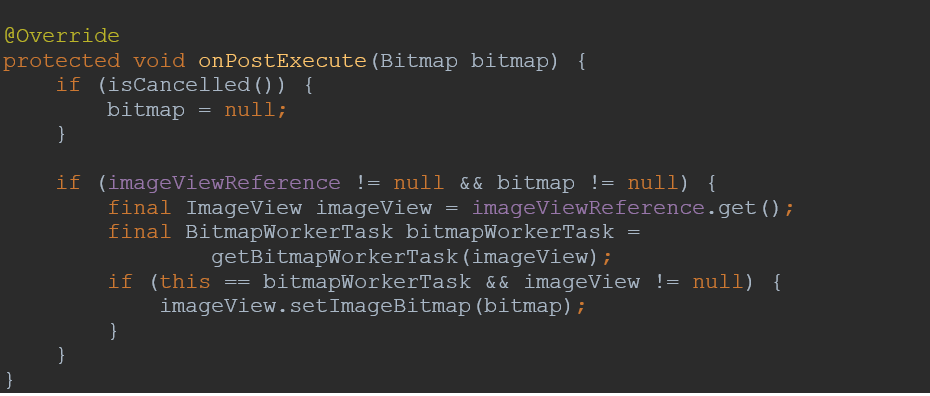 @Override
protected void onPostExecute(Bitmap bitmap) {
    if (isCancelled()) {
        bitmap = null;
    }

    if (imageViewReference != null && bitmap != null) {
        final ImageView imageView = imageViewReference.get();
        final BitmapWorkerTask bitmapWorkerTask =
                getBitmapWorkerTask(imageView);
        if (this == bitmapWorkerTask && imageView != null) {
            imageView.setImageBitmap(bitmap);
        }
    }
}